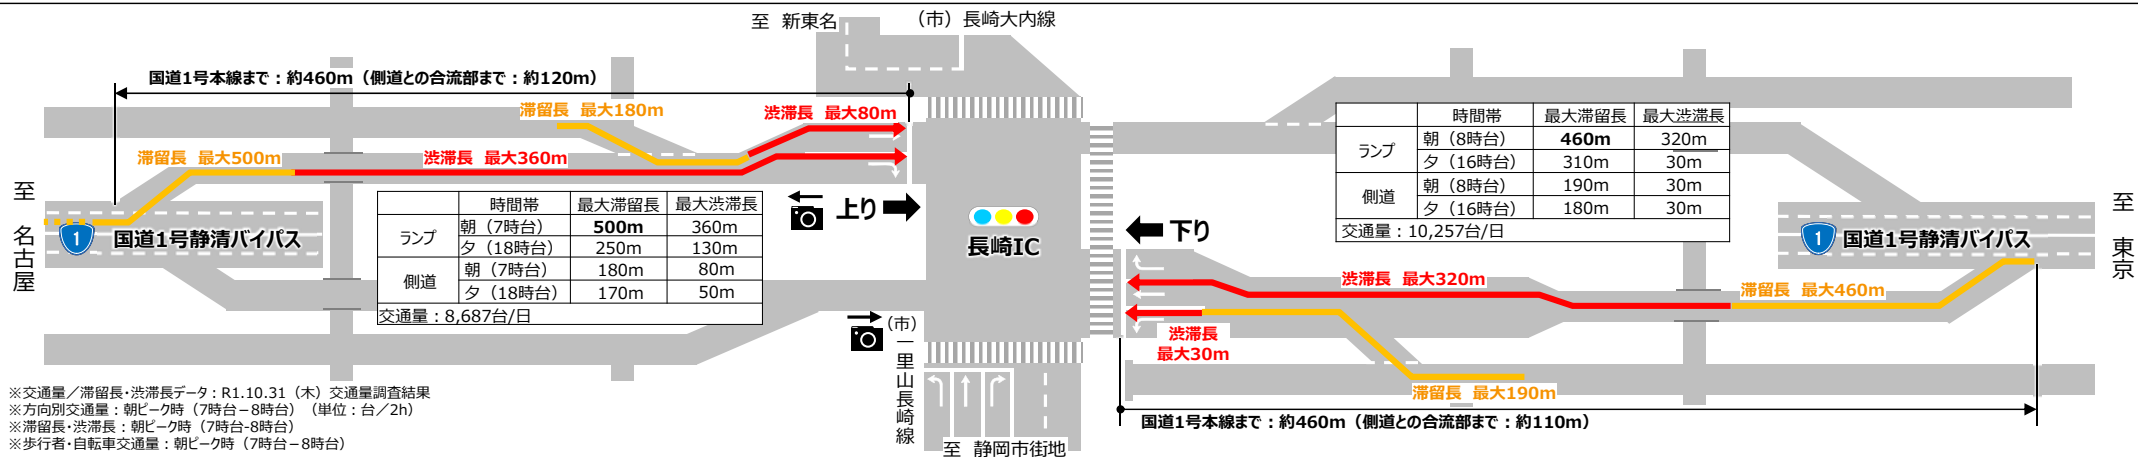 至 新東名
（市）長崎大内線
国道1号本線まで：約460m（側道との合流部まで：約120m）
滞留長 最大180m
渋滞長 最大80m
滞留長 最大500m
渋滞長 最大360m
至 名古屋
1
国道1号静清バイパス
時間帯 最大滞留長 最大渋滞長
ランプ 朝（7時台） 500m 360m
夕（18時台） 250m 130m
側道 朝（7時台） 180m 80m
夕（18時台） 170m 50m
交通量：8,687台/日
上り
長崎IC
下り
時間帯 最大滞留長 最大渋滞長
ランプ 朝（8時台） 460m 320m
夕（16時台） 310m 30m
側道 朝（8時台） 190m 30m
夕（16時台） 180m 30m
交通量：10,257台/日
1
国道1号静清バイパス
至 東京
渋滞長 最大320m
滞留長 最大460m
渋滞長
最大30m
滞留長 最大190m
国道1号本線まで：約460m（側道との合流部まで：約110m）
（市）一里山長崎線
至 静岡市街地
※交通量／滞留長・渋滞長データ：R1.10.31（木）交通量調査結果
※方向別交通量：朝ピーク時（7時台－8時台）（単位：台／2h）
※滞留長・渋滞長：朝ピーク時（7時台-8時台）
※歩行者・自転車交通量：朝ピーク時（7時台－8時台）